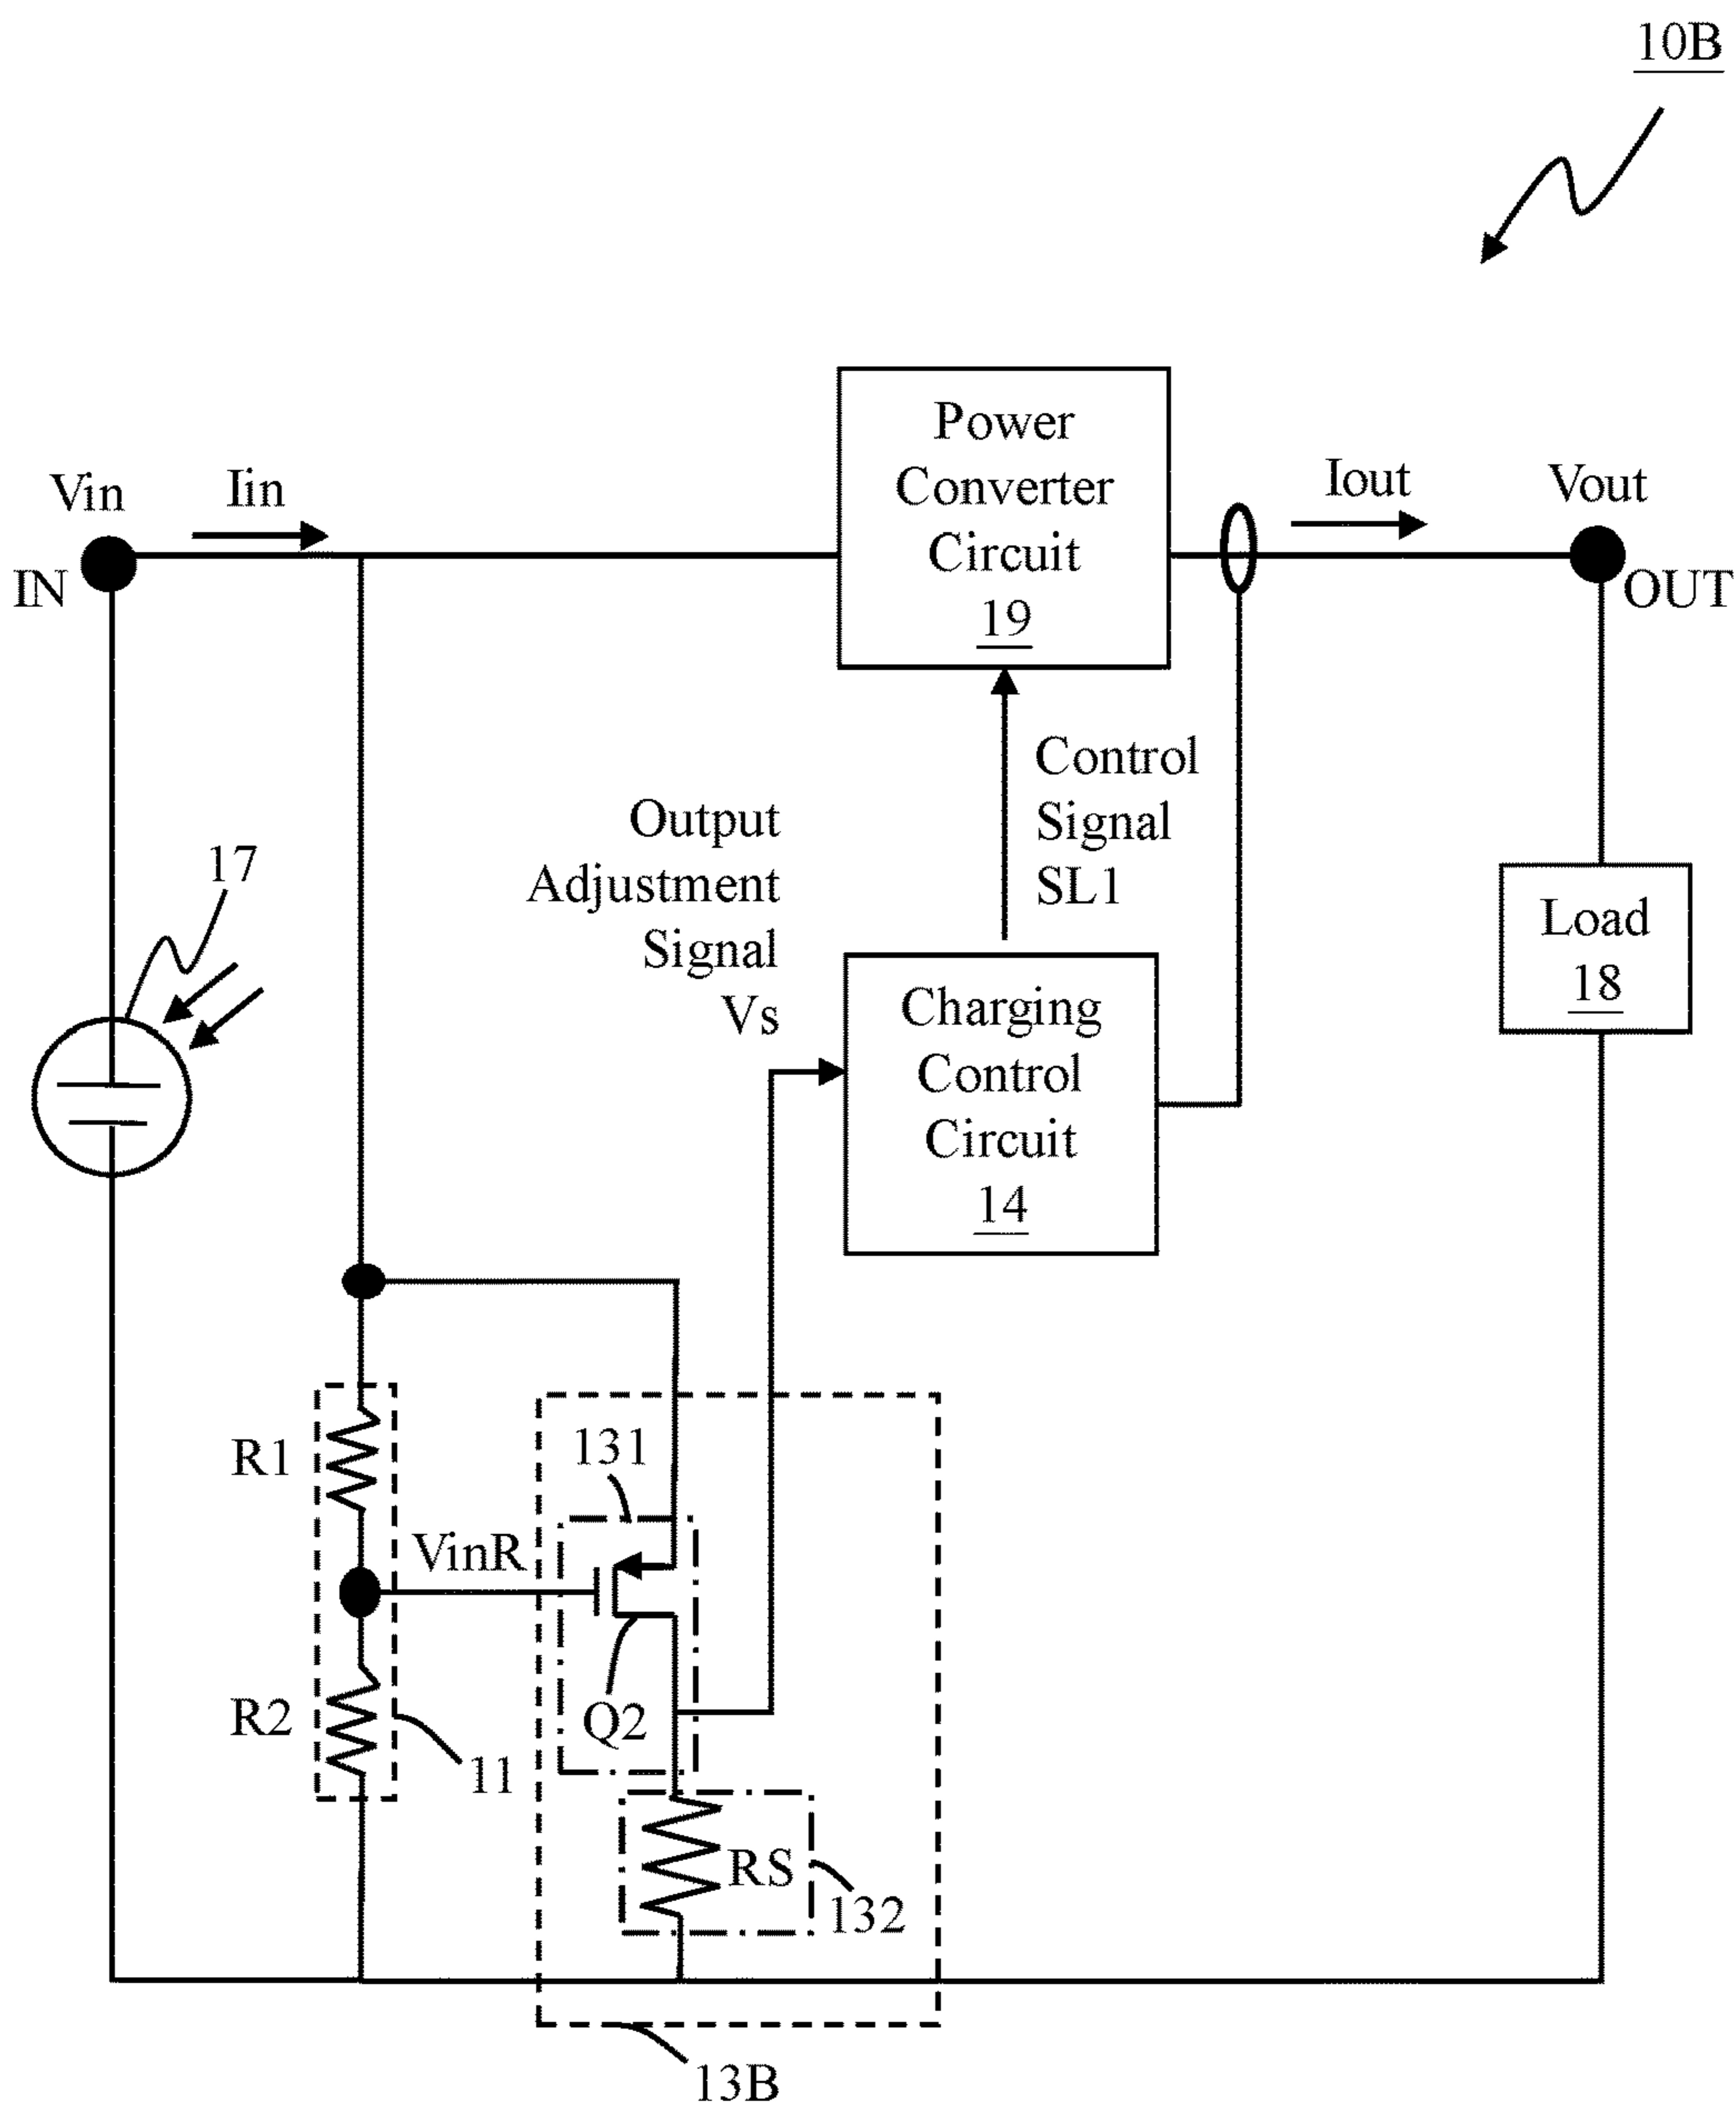 10B
Vin
Iin
Power
Converter
Circuit
19
Iout
Vout
IN
OUT
Control
Signal
SL1
Output
Adjustment
Signal
Vs
17
Load
18
Charging
Control
Circuit
14
R1
131
VinR
R2
Q2
11
RS
132
13B